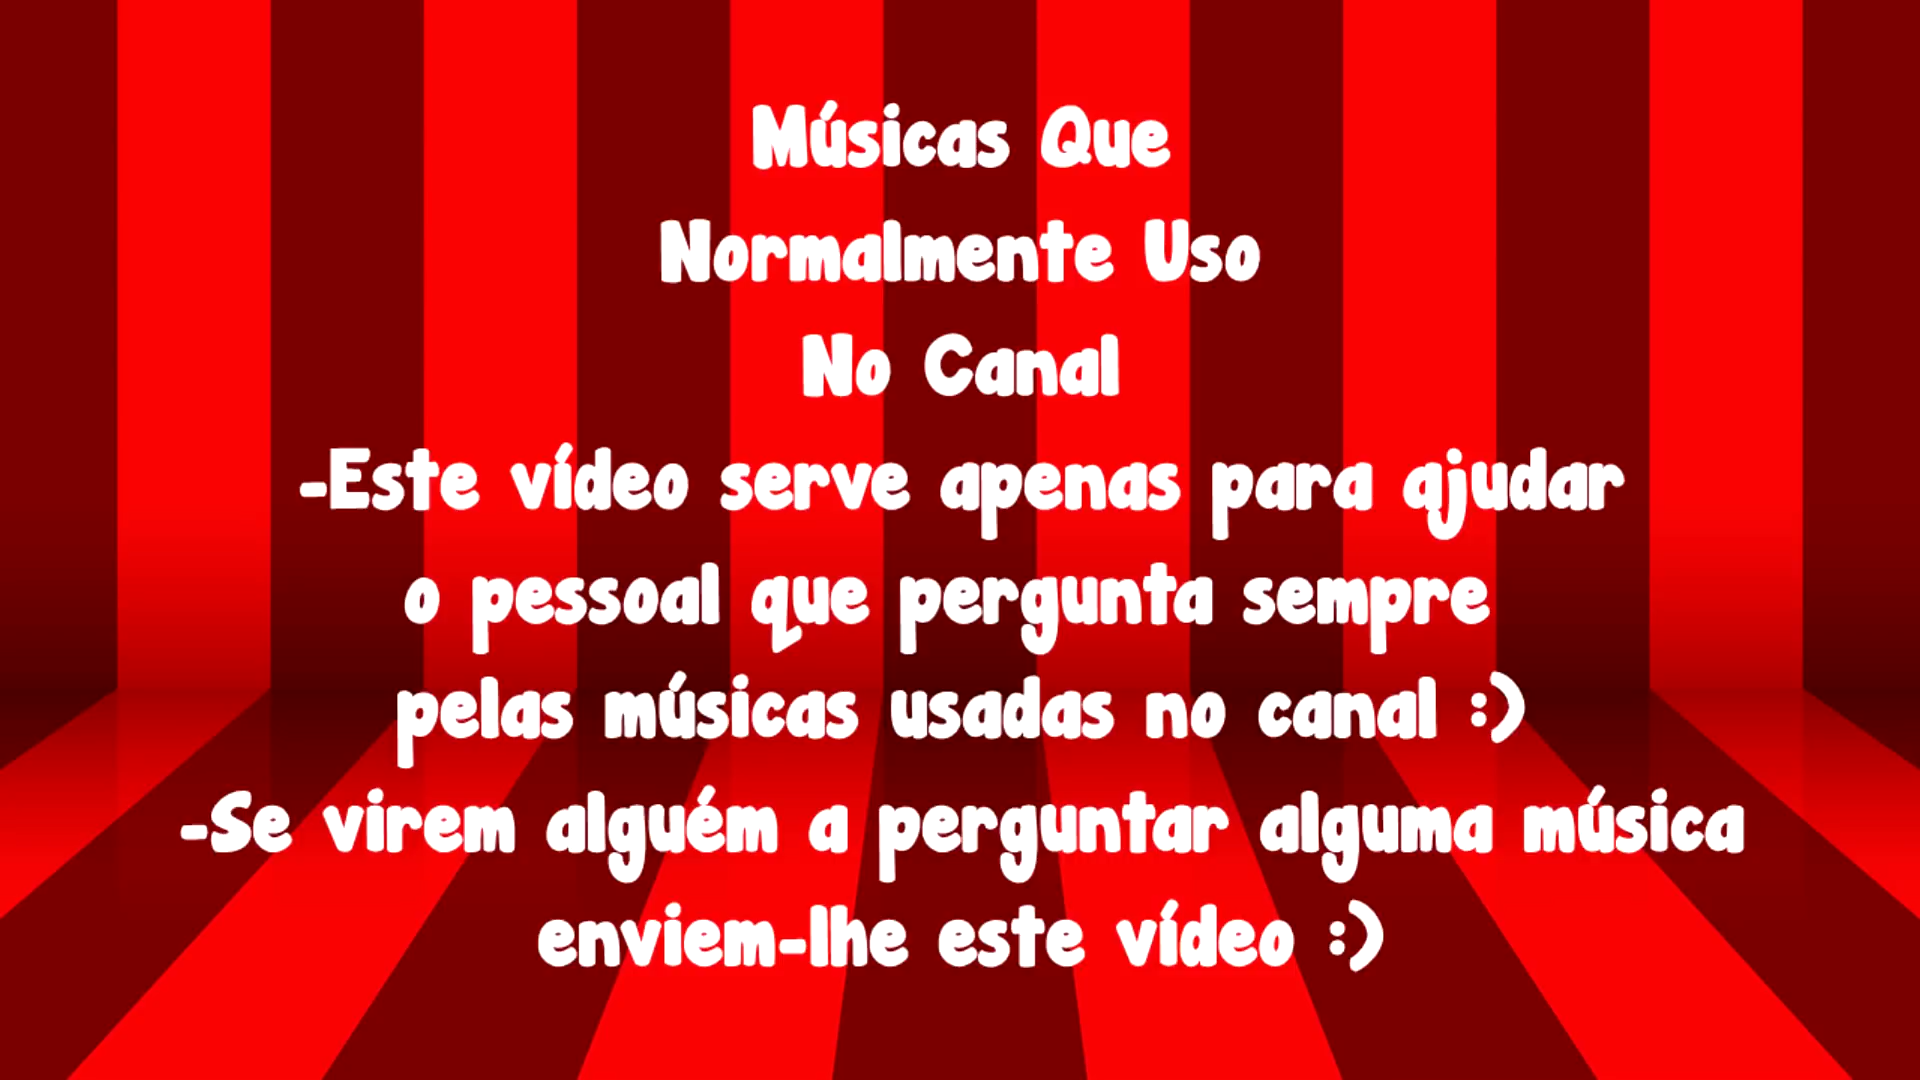 Músicas Que
Normalmente Uso
No Canal
-Este vídeo serve apenas para ajudar
o pessoal que pergunta sempre
pelas músicas usadas no canal :)
-Se virem alguém a perguntar alguma música
enviem-lhe este vídeo :)